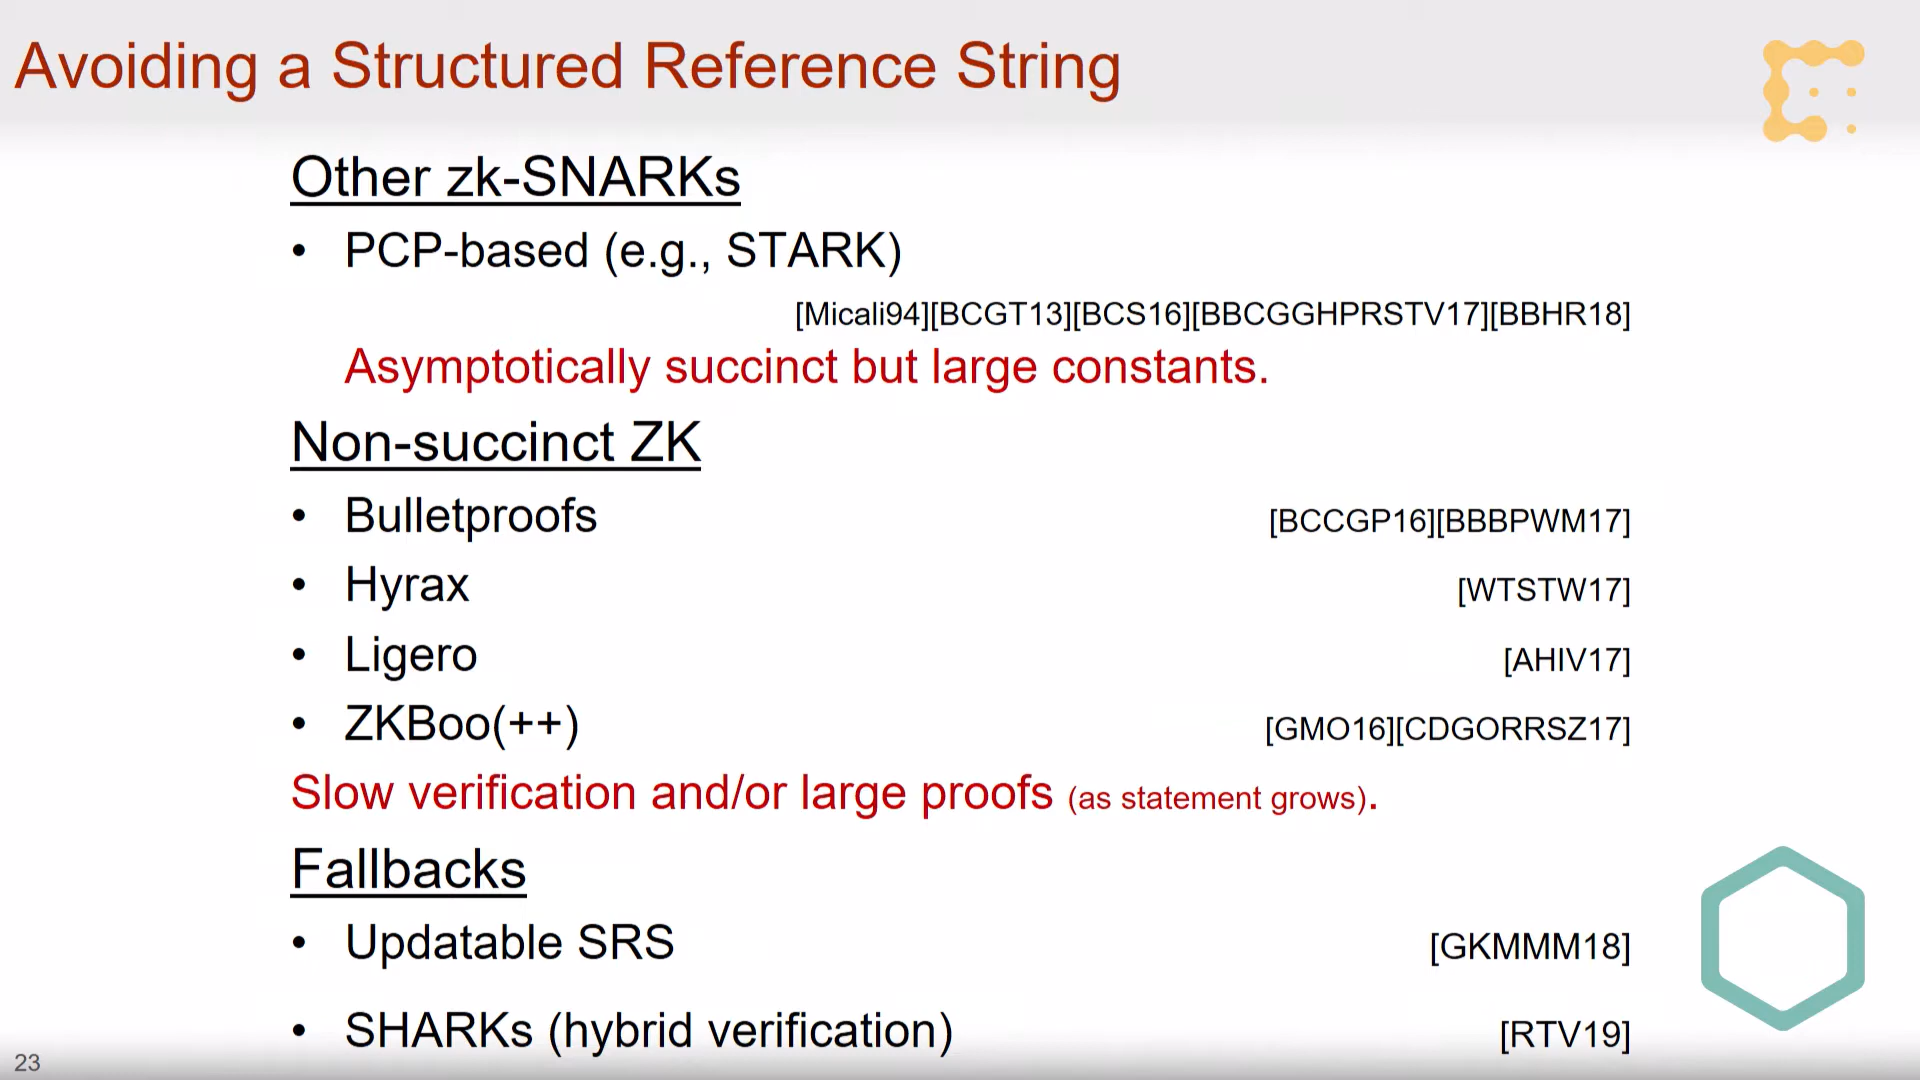 Avoiding a Structured Reference String
Other zk-SNARKs
• PCP-based (e.g., STARK)
[Micali94][BCGT13][BCS16][BBCGGHPRSTV17][BBHR18]
Asymptotically succinct but large constants.
Non-succinct ZK
• Bulletproofs [BCCGP16][BBBPWM17]
• Hyrax [WTSTW17]
• Ligero [AHIV17]
• ZKBoo(++) [GMO16][CDGORRSZ17]
Slow verification and/or large proofs (as statement grows).
Fallbacks
• Updatable SRS [GKMMM18]
• SHARKs (hybrid verification) [RTV19]
23